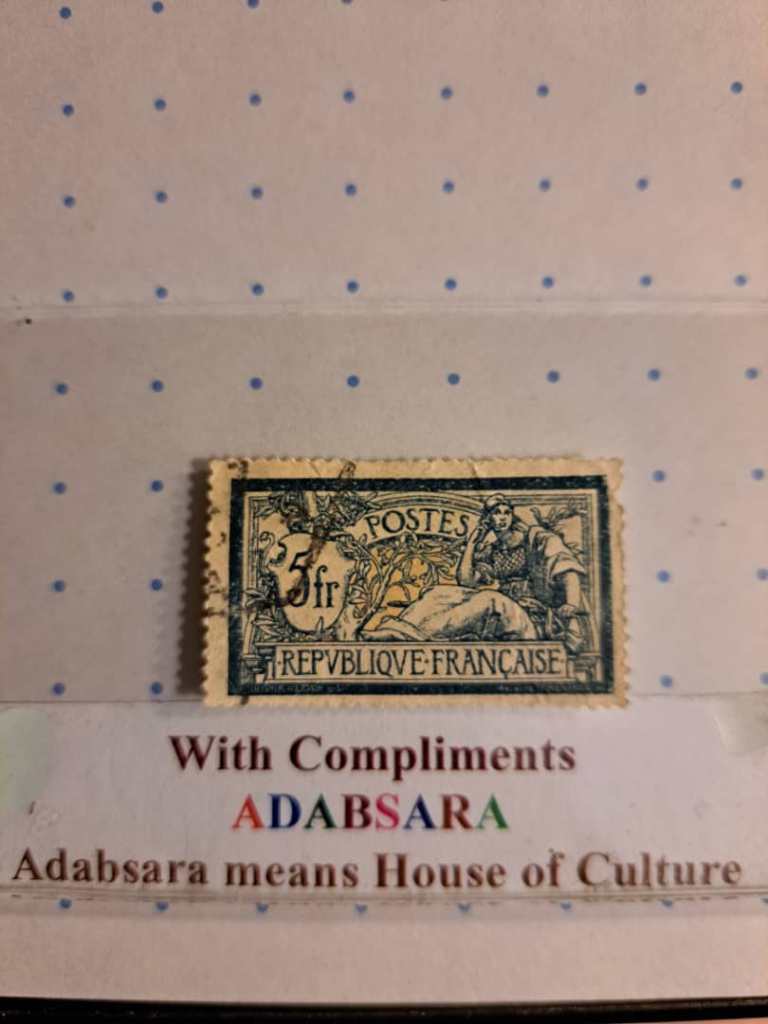 POSTES
5fr
REPVBLIQVE·FRANÇAISE
With Compliments
ADABSARA
Adabsara means House of Culture